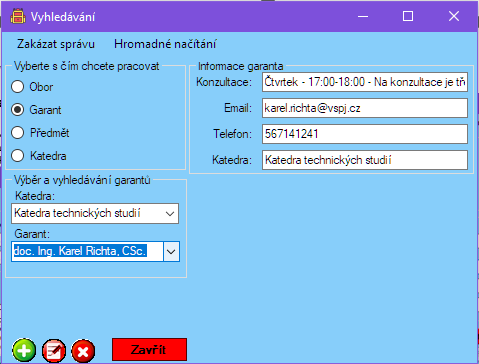 Vyhledávání
Zakázat správu Hromadné načítání
Vyberte s čím chcete pracovat
Obor
Garant
Předmět
Katedra
Informace garanta
Konzultace: Čtvrtek - 17:00-18:00 - Na konzultace je tř
Email: karel.richta@vspj.cz
Telefon: 567141241
Katedra: Katedra technických studií
Výběr a vyhledávání garantů
Katedra:
Katedra technických studií
Garant:
doc. Ing. Karel Richta, CSc.
Zavřít